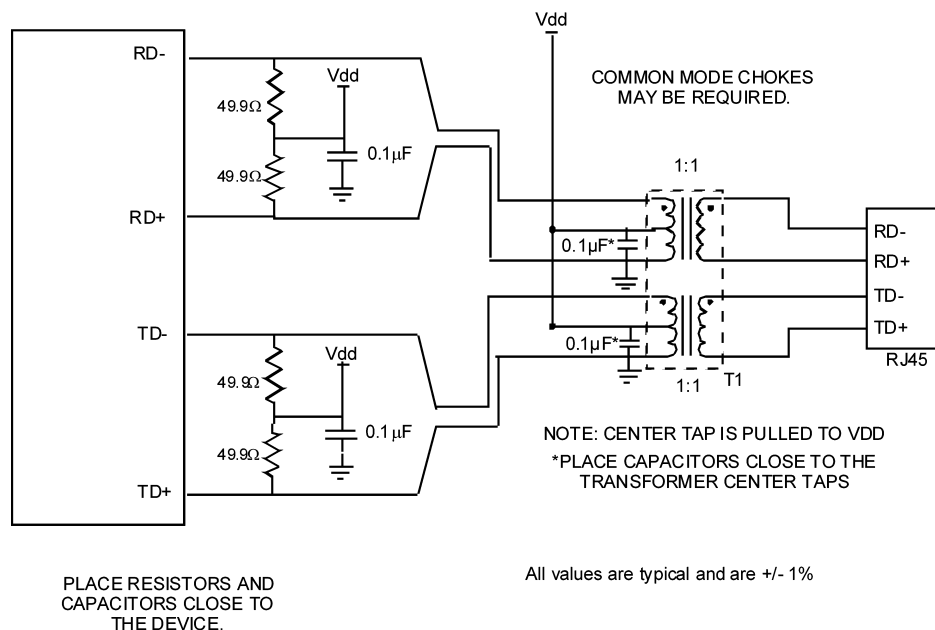 Vdd
RD-
Vdd
COMMON MODE CHOKES
MAY BE REQUIRED.
49.9Ω
0.1µF
49.9Ω
1:1
RD+
RD-
0.1µF*
RD+
TD-
TD-
TD+
0.1µF*
Vdd
RJ45
49.9Ω
1:1
T1
0.1µF
49.9Ω
NOTE: CENTER TAP IS PULLED TO VDD
*PLACE CAPACITORS CLOSE TO THE
TRANSFORMER CENTER TAPS
TD+
All values are typical and are +/- 1%
PLACE RESISTORS AND
CAPACITORS CLOSE TO
THE DEVICE.